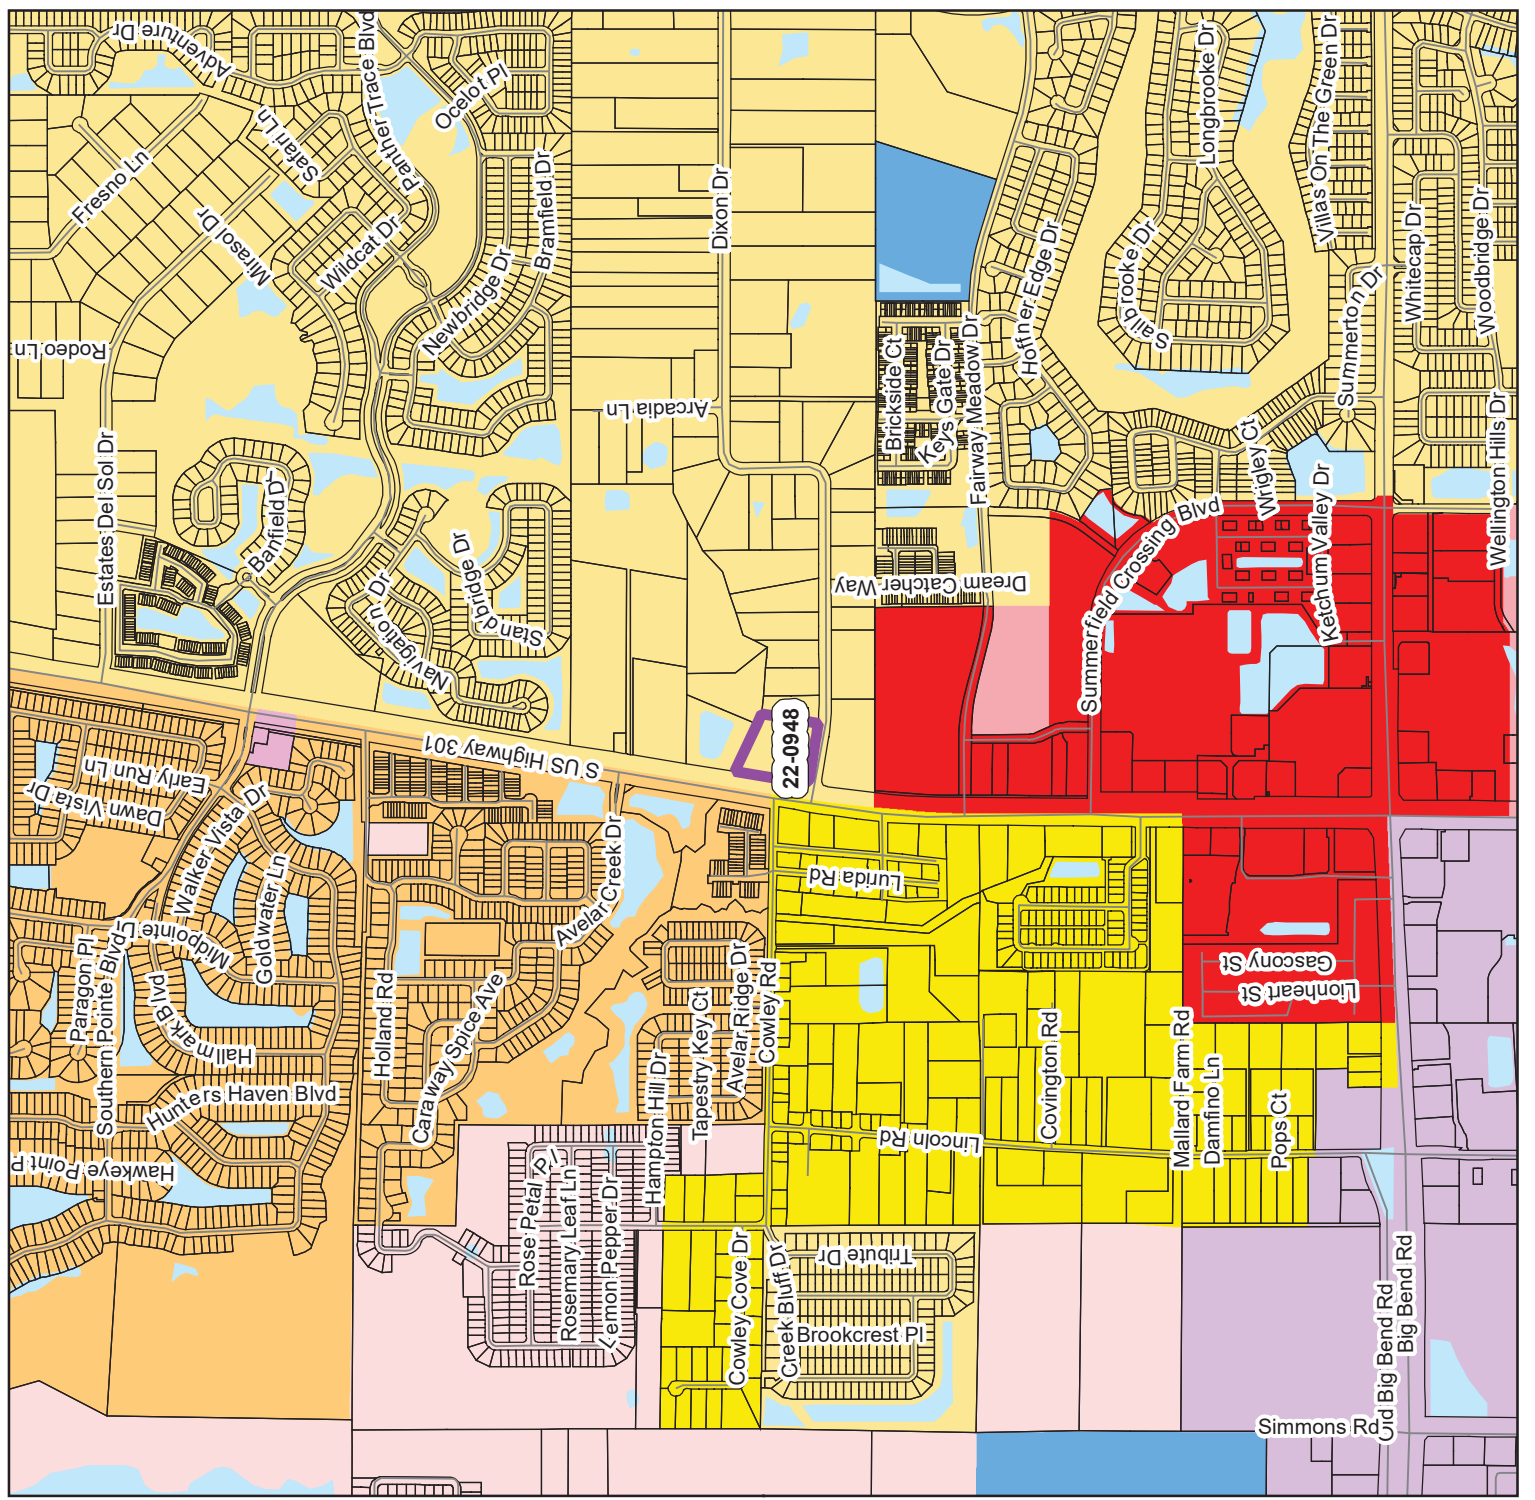 Adventure Dr
Panther Trace Blvd
Ocelot Pl
Safari Ln
Fresno Ln
Mirasol Dr
Wildcat Dr
Bramfield Dr
Newbridge Dr
Rodeo Ln
Dixon Dr
Arcadia Ln
Longbrooke Dr
Villas On The Green Dr
Hoffner Edge Dr
Sailbrooke Dr
Whitecap Dr
Woodbridge Dr
Summerton Dr
Brickside Ct
Keys Gate Dr
Fairway Meadow Dr
Wrigley Ct
Wellington Hills Dr
Estates Del Sol Dr
Banfield Dr
Navigation Dr
Standbridge Dr
Dream Catcher Way
Summerfield Crossing Blvd
Ketchum Valley Dr
22-0948
S US Highway 301
Early Run Ln
Dawn Vista Dr
Walker Vista Dr
Goldwater Ln
Avelar Creek Dr
Lurida Rd
Midpointe Ln
Paragon Pl
Southern Pointe Blvd
Hallmark Blvd
Holland Rd
Caraway Spice Ave
Avelar Ridge Dr
Tapestry Key Ct
Cowley Rd
Gascony St
Lionheart St
Hunters Haven Blvd
Hampton Hill Dr
Covington Rd
Mallard Farm Rd
Damfino Ln
Pops Ct
Lincoln Rd
Hawkeye Point P
Rose Petal Pl
Rosemary Leaf Ln
Lemon Pepper Dr
Cowley Cove Dr
Creek Bluff Dr
Tribute Dr
Brookcrest Pl
Old Big Bend Rd
Big Bend Rd
Simmons Rd